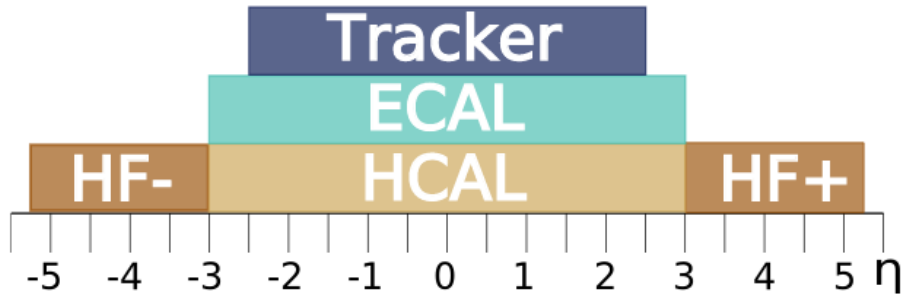 Tracker
ECAL
HF- HCAL HF+
-5 -4 -3 -2 -1 0 1 2 3 4 5 η